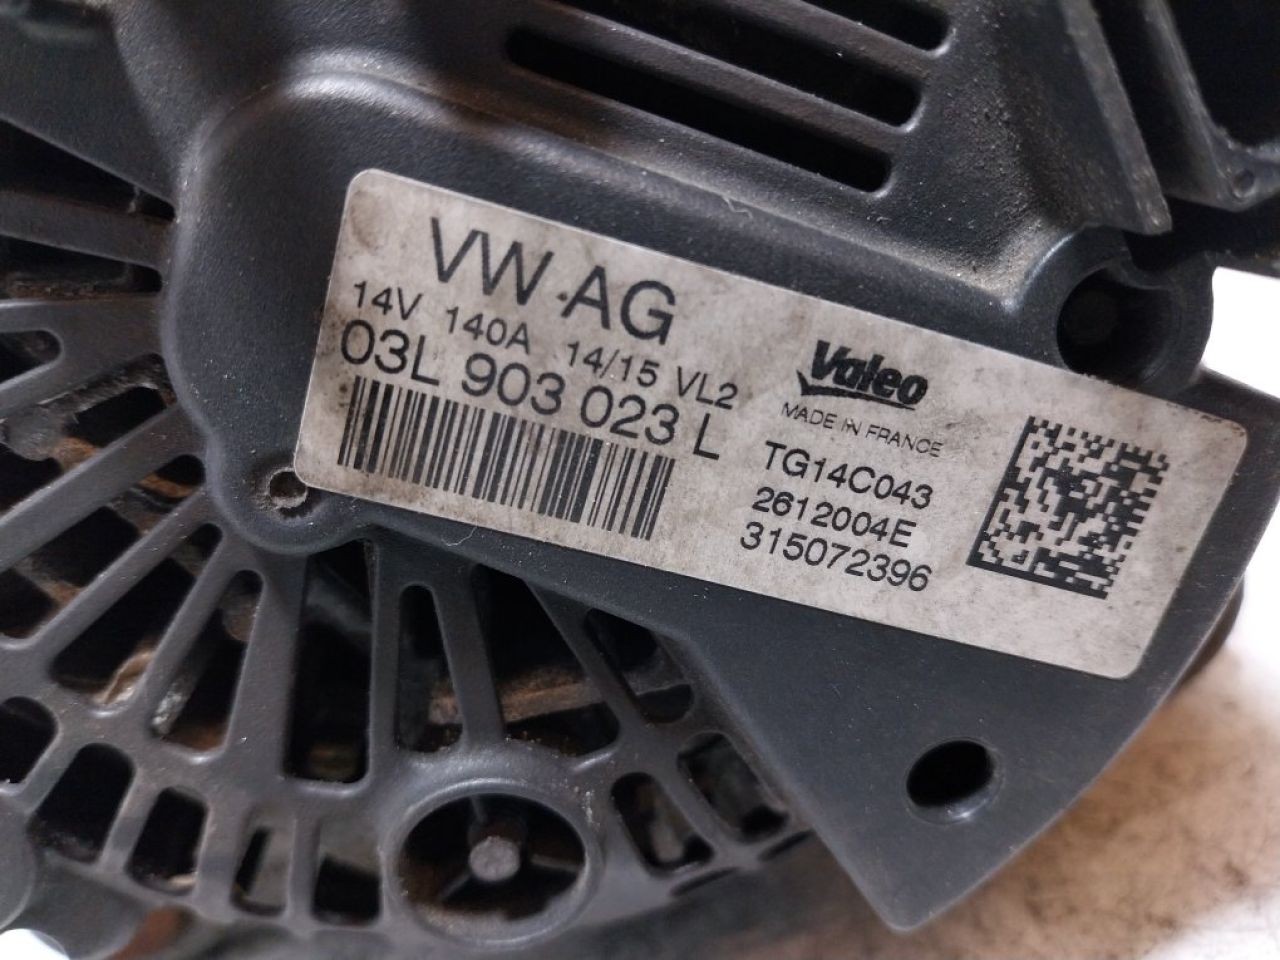 VW AG
14V 140A 14/15 VL2
03L 903 023 L
Valeo
MADE IN FRANCE
TG14C043
2612004E
315072396